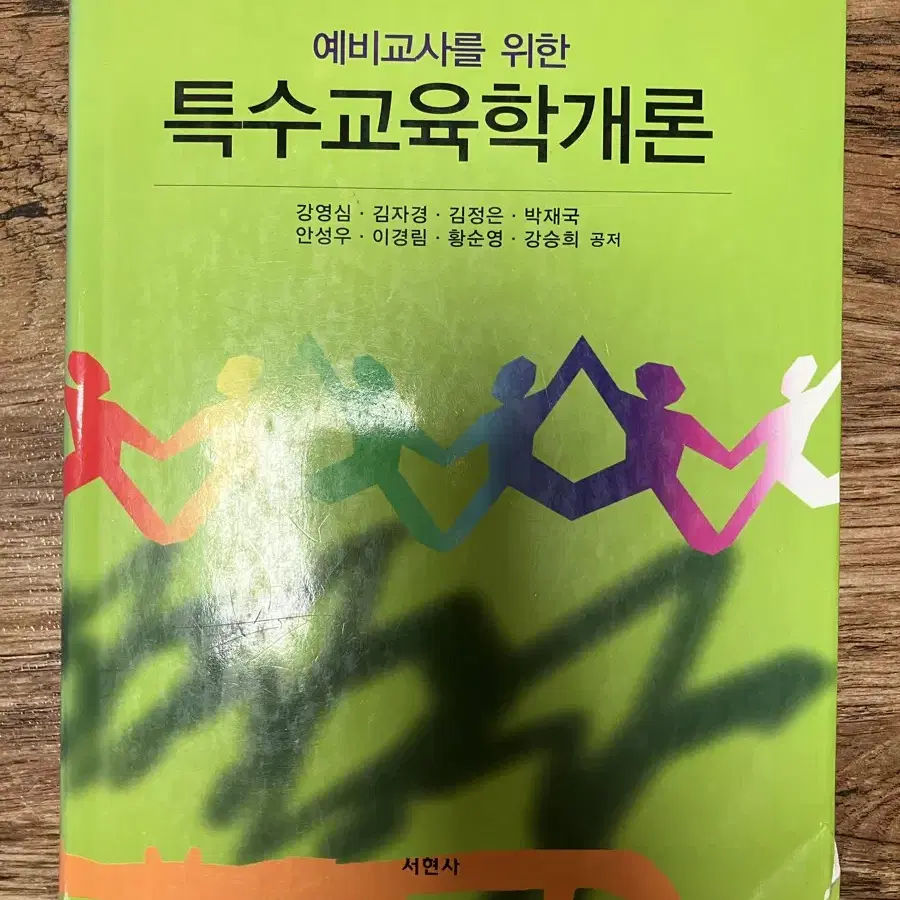 예비교사를 위한
특수교육학개론
강영심 · 김자경 · 김정은 · 박재국
안성우 · 이경림 · 황순영 · 강승희 공저
서현사